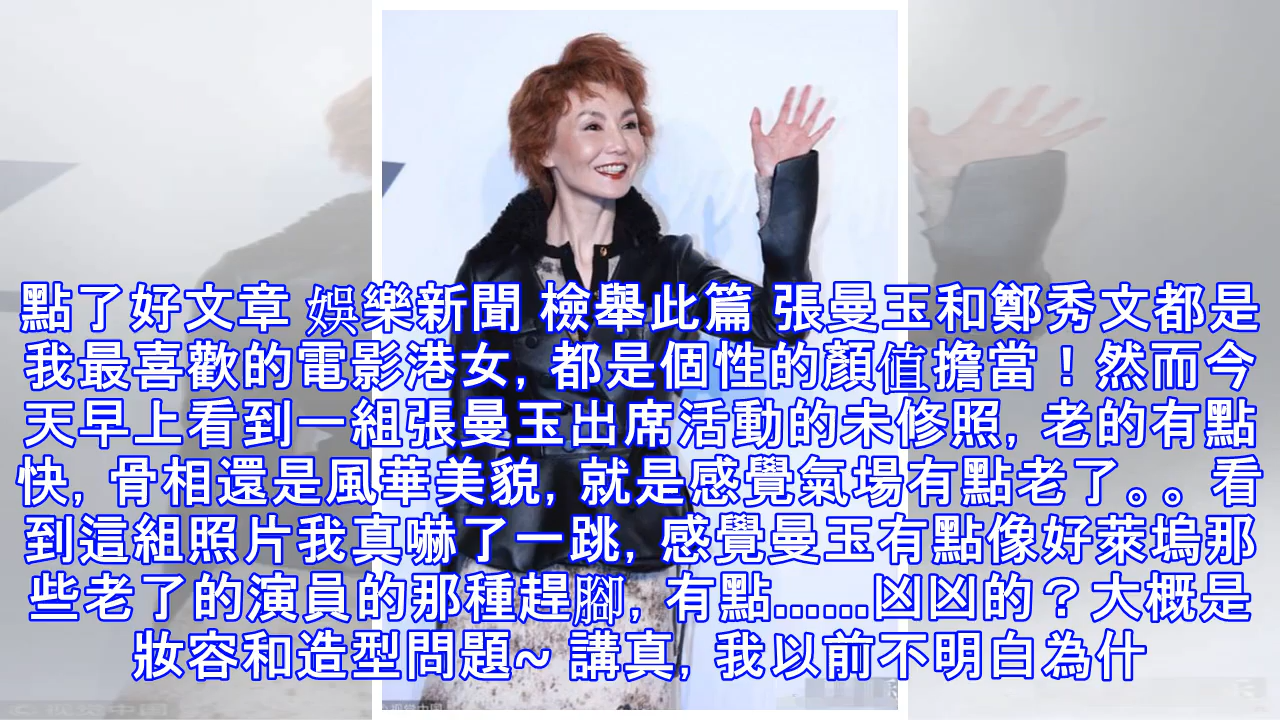 點了好文章 娛樂新聞 檢舉此篇 張曼玉和鄭秀文都是
我最喜歡的電影港女, 都是個性的顏值擔當！然而今
天早上看到一組張曼玉出席活動的未修照, 老的有點
快, 骨相還是風華美貌, 就是感覺氣場有點老了。。看
到這組照片我真嚇了一跳, 感覺曼玉有點像好萊塢那
些老了的演員的那種趕腳, 有點......凶凶的？大概是
妝容和造型問題~ 講真, 我以前不明白為什
視覺中国